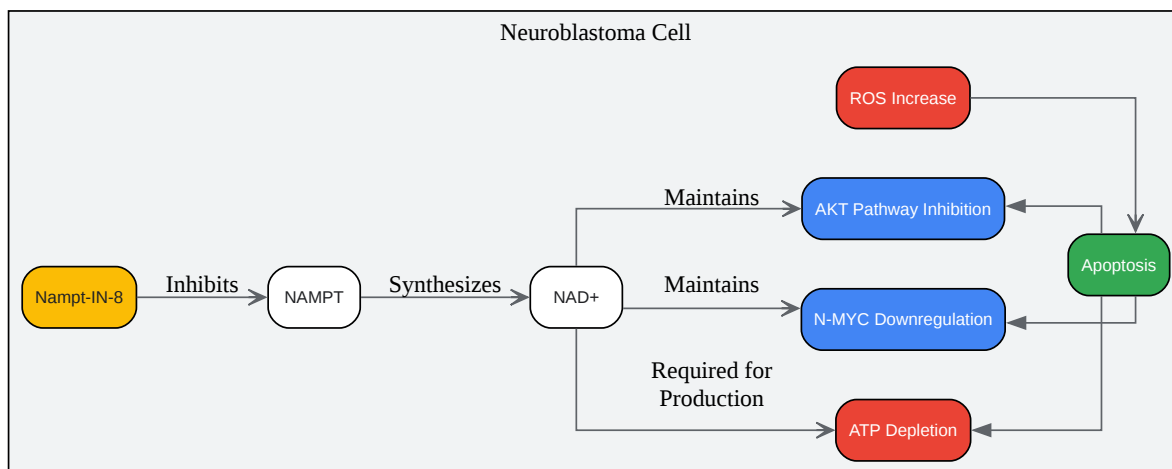 Neuroblastoma Cell
ROS Increase
Maintains
AKT Pathway Inhibition
Apoptosis
Nampt-IN-8
Inhibits
NAMPT
Synthesizes
NAD+
Maintains
N-MYC Downregulation
Required for
Production
ATP Depletion